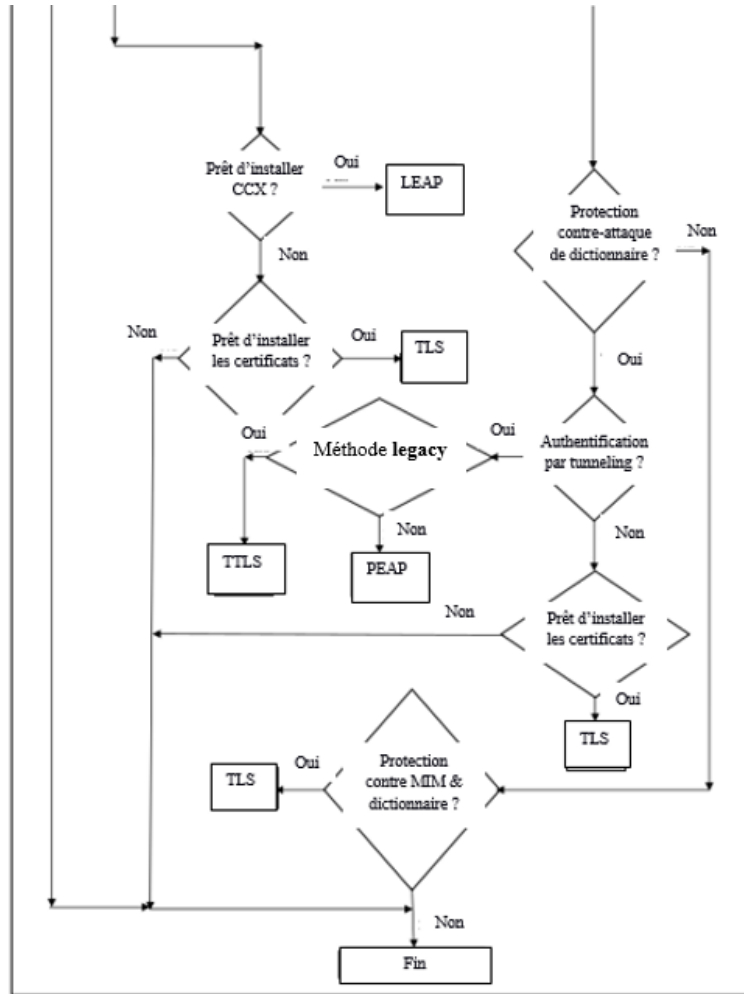 Oui
Prêt d'installer
CCX ?
LEAP
Non
Protection
contre-attaque
de dictionnaire ?
Non
Oui
Non
Prêt d'installer
les certificats ?
Oui
TLS
Oui
Méthode legacy
Oui
Authentification
par tunneling ?
Non
TTLS
Non
PEAP
Non
Prêt d'installer
les certificats ?
Oui
TLS
Protection
contre MIM &
dictionnaire ?
Oui
TLS
Non
Fin